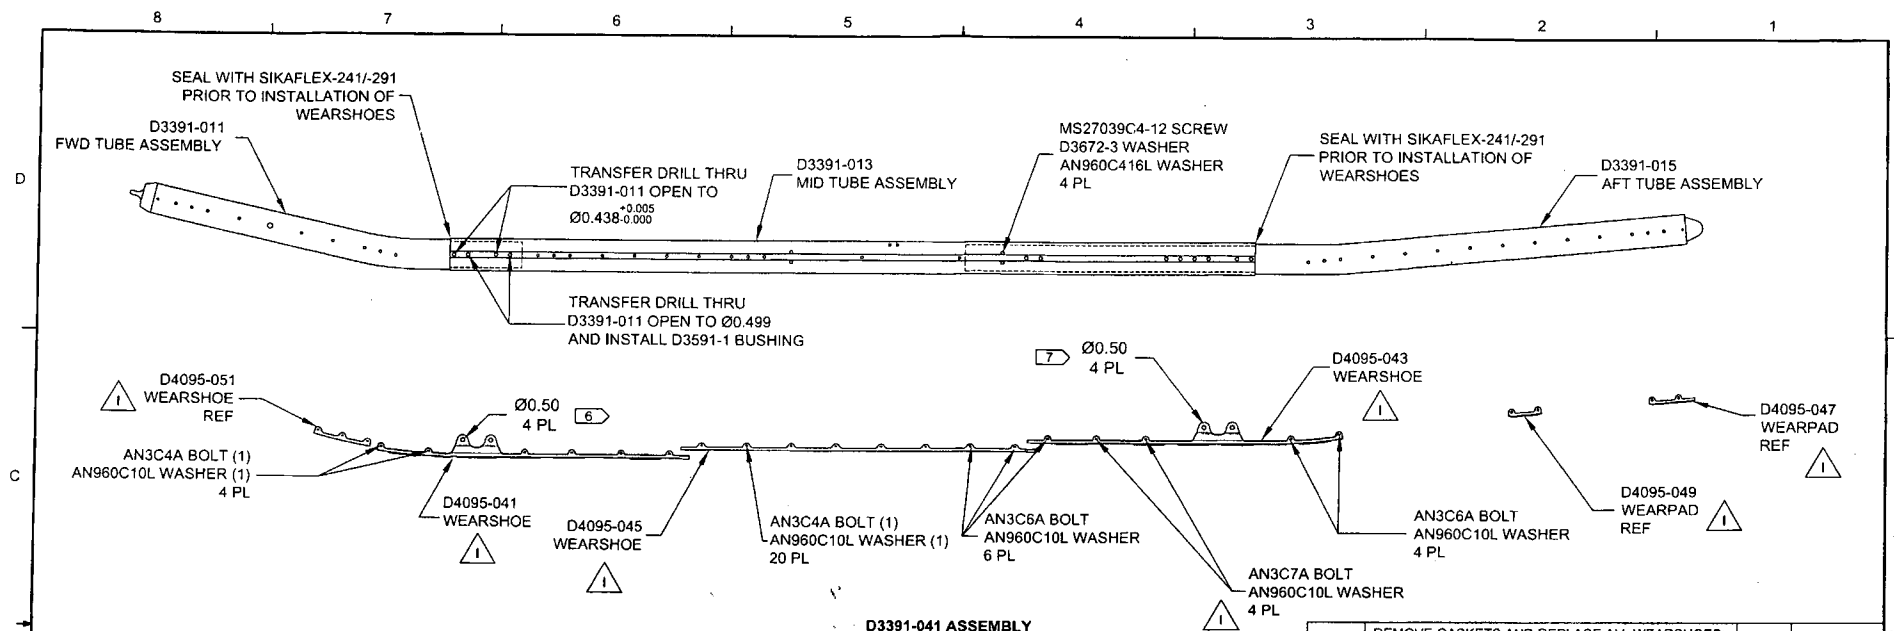 8 7 6 5 4 3 2 1
D
C
SEAL WITH SIKAFLEX-241/-291
PRIOR TO INSTALLATION OF
WEARSHOES
D3391-011
FWD TUBE ASSEMBLY
TRANSFER DRILL THRU
D3391-011 OPEN TO
Ø0.438 +0.005 -0.000
D3391-013
MID TUBE ASSEMBLY
MS27039C4-12 SCREW
D3672-3 WASHER
AN960C416L WASHER
4 PL
SEAL WITH SIKAFLEX-241/-291
PRIOR TO INSTALLATION OF
WEARSHOES
D3391-015
AFT TUBE ASSEMBLY
TRANSFER DRILL THRU
D3391-011 OPEN TO Ø0.499
AND INSTALL D3591-1 BUSHING
D4095-051
WEARSHOE
REF
1
Ø0.50
4 PL
6
7
Ø0.50
4 PL
D4095-043
WEARSHOE
1
D4095-047
WEARPAD
REF
1
AN3C4A BOLT (1)
AN960C10L WASHER (1)
4 PL
D4095-041
WEARSHOE
1
D4095-045
WEARSHOE
1
AN3C4A BOLT (1)
AN960C10L WASHER (1)
20 PL
AN3C6A BOLT
AN960C10L WASHER
6 PL
AN3C7A BOLT
AN960C10L WASHER
4 PL
1
AN3C6A BOLT
AN960C10L WASHER
4 PL
D4095-049
WEARPAD
REF
1
D3391-041 ASSEMBLY
REMOVE GASKETS AND REPLACE ALL WEARSHOES